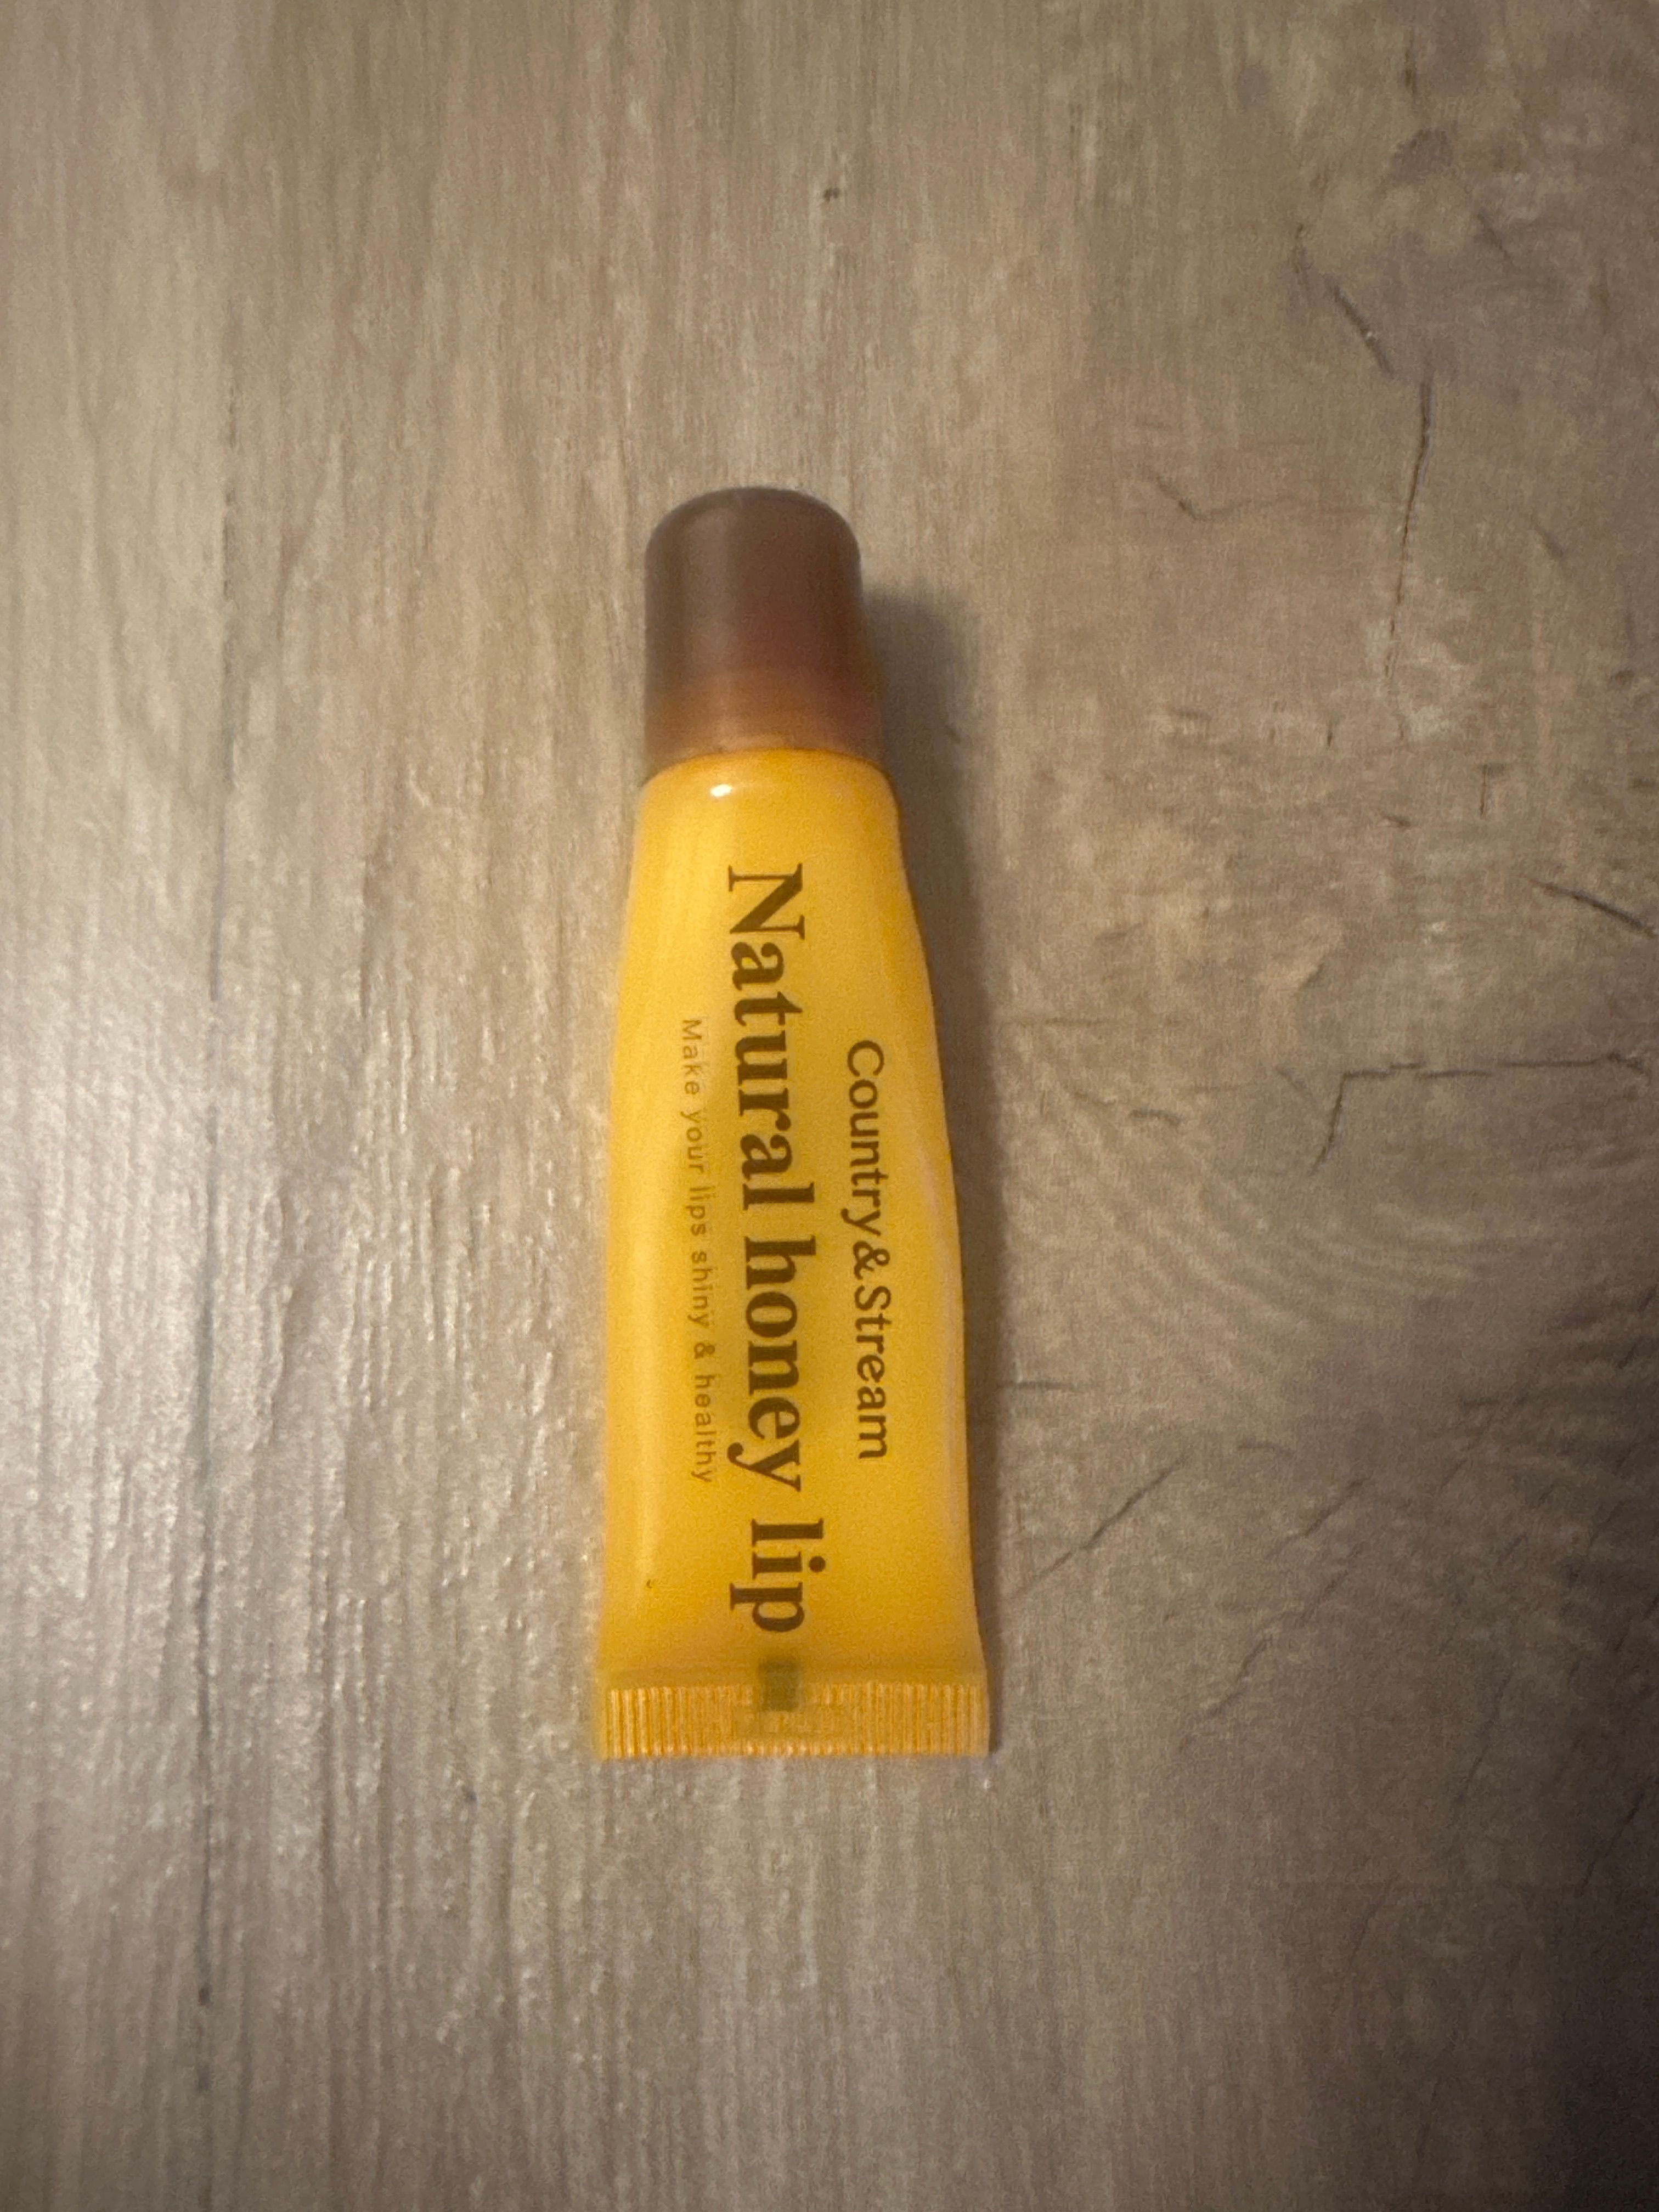 Country&Stream
Natural honey lip
Make your lips shiny & healthy